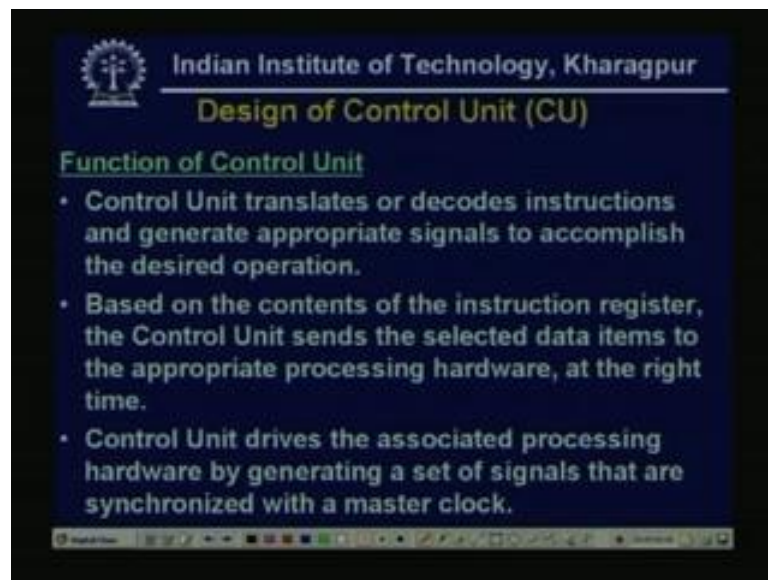 Indian Institute of Technology, Kharagpur
Design of Control Unit (CU)
Function of Control Unit
• Control Unit translates or decodes instructions
and generate appropriate signals to accomplish
the desired operation.
• Based on the contents of the instruction register,
the Control Unit sends the selected data items to
the appropriate processing hardware, at the right
time.
• Control Unit drives the associated processing
hardware by generating a set of signals that are
synchronized with a master clock.